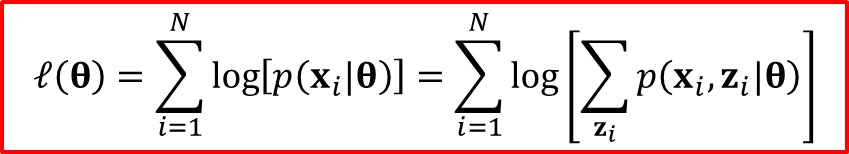 ℓ(𝛉) = ∑_{i=1}^{N} log[p(𝐱_i|𝛉)] = ∑_{i=1}^{N} log[∑_{𝐳_i} p(𝐱_i, 𝐳_i|𝛉)]